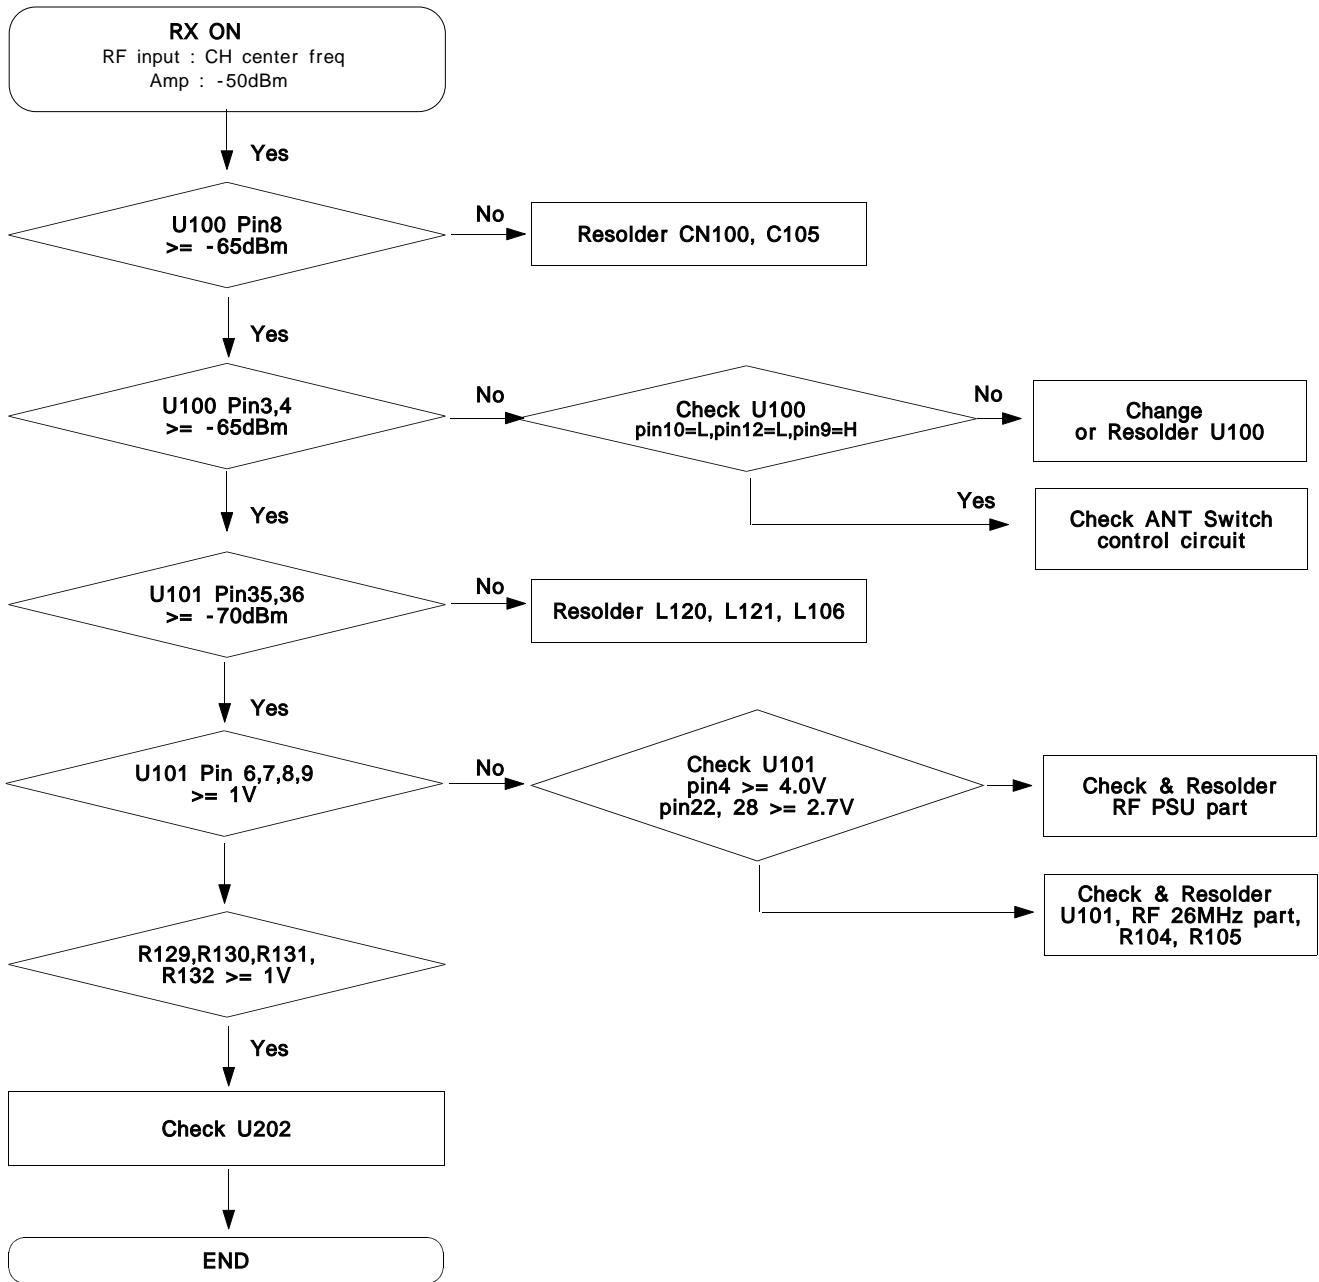 RX ON
RF input : CH center freq
Amp : -50dBm
Yes
U100 Pin8
>= -65dBm
No
Resolder CN100, C105
Yes
U100 Pin3,4
>= -65dBm
No
Check U100
pin10=L,pin12=L,pin9=H
No
Change
or Resolder U100
Yes
Check ANT Switch
control circuit
Yes
U101 Pin35,36
>= -70dBm
No
Resolder L120, L121, L106
Yes
U101 Pin 6,7,8,9
>= 1V
No
Check U101
pin4 >= 4.0V
pin22, 28 >= 2.7V
Check & Resolder
RF PSU part
Check & Resolder
U101, RF 26MHz part,
R104, R105
R129,R130,R131,
R132 >= 1V
Yes
Check U202
END